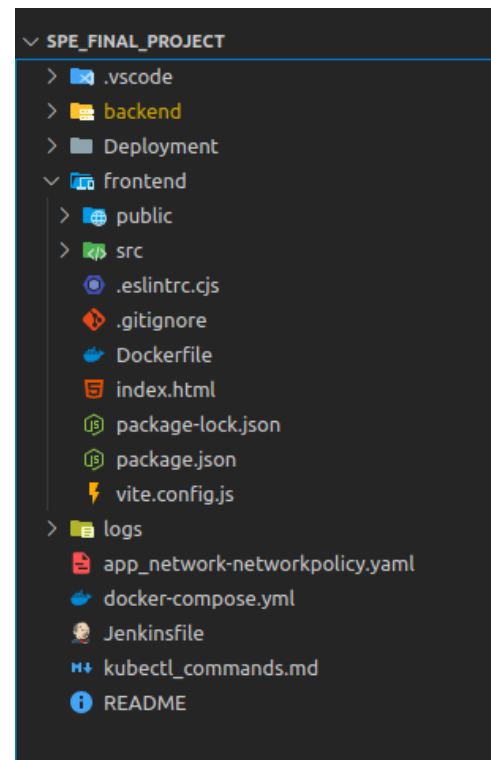 SPE_FINAL_PROJECT
.vscode
backend
Deployment
frontend
public
src
.eslintrc.cjs
.gitignore
Dockerfile
index.html
package-lock.json
package.json
vite.config.js
logs
app_network-networkpolicy.yaml
docker-compose.yml
Jenkinsfile
kubectl_commands.md
README